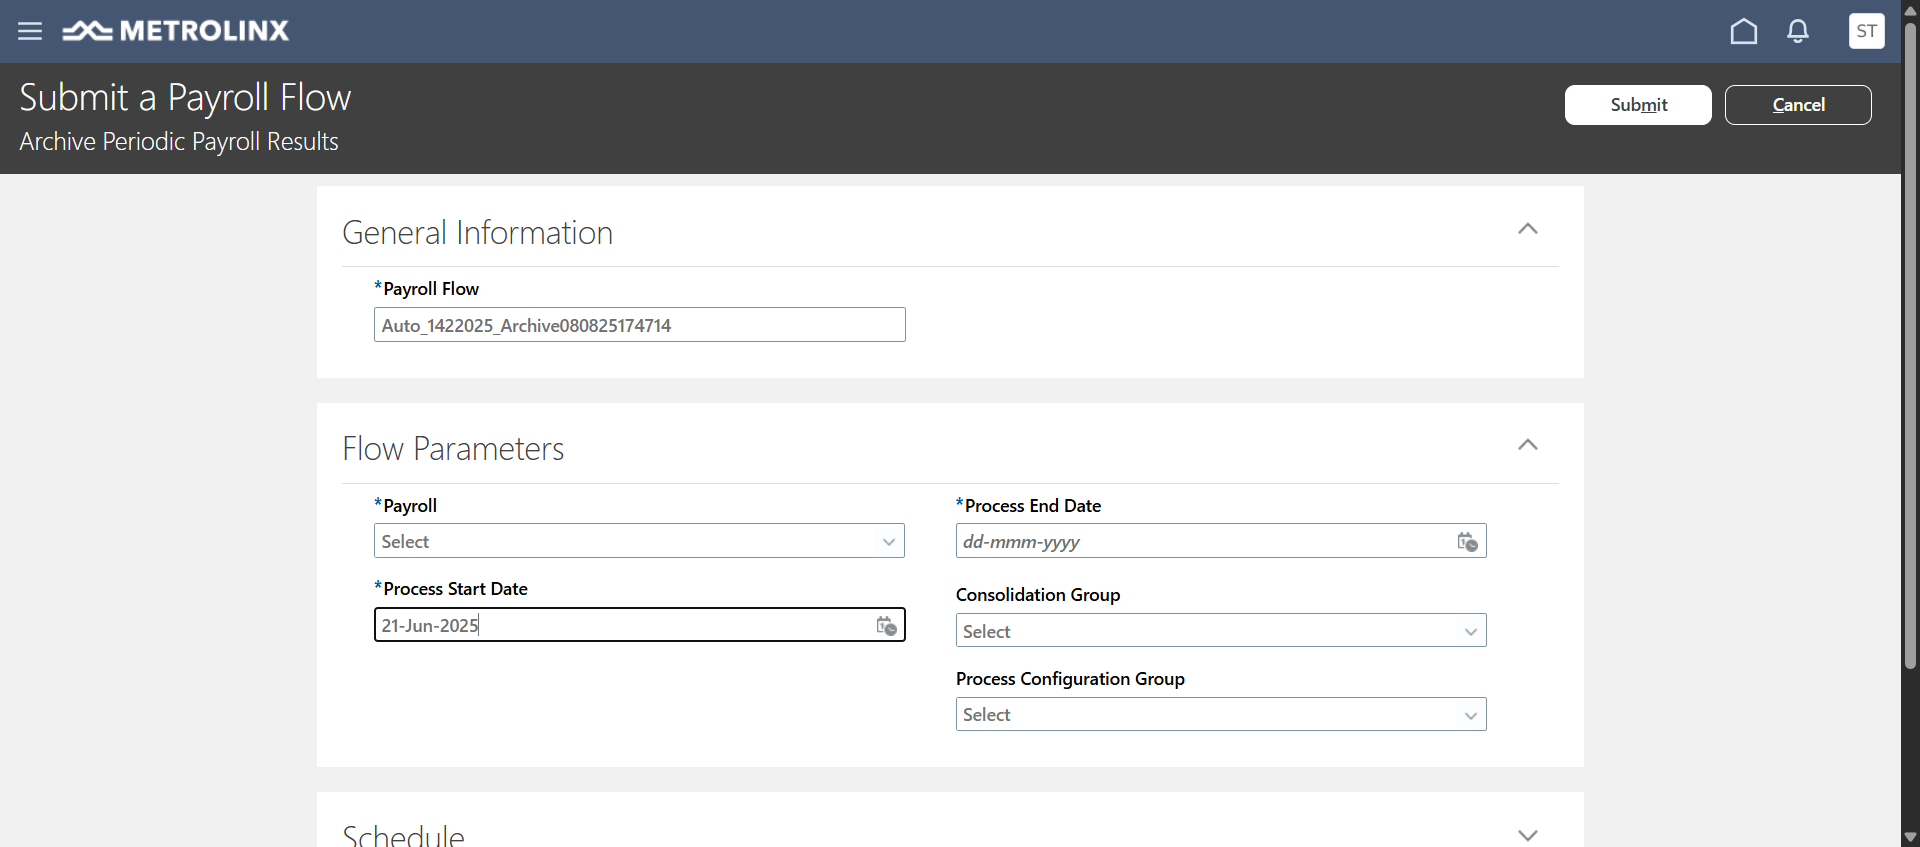 METROLINX
ST
Submit a Payroll Flow
Archive Periodic Payroll Results
Submit
Cancel
General Information
*Payroll Flow
Auto_1422025_Archive080825174714
Flow Parameters
*Payroll
Select
*Process Start Date
21-Jun-2025
*Process End Date
dd-mmm-yyyy
Consolidation Group
Select
Process Configuration Group
Select
Schedule